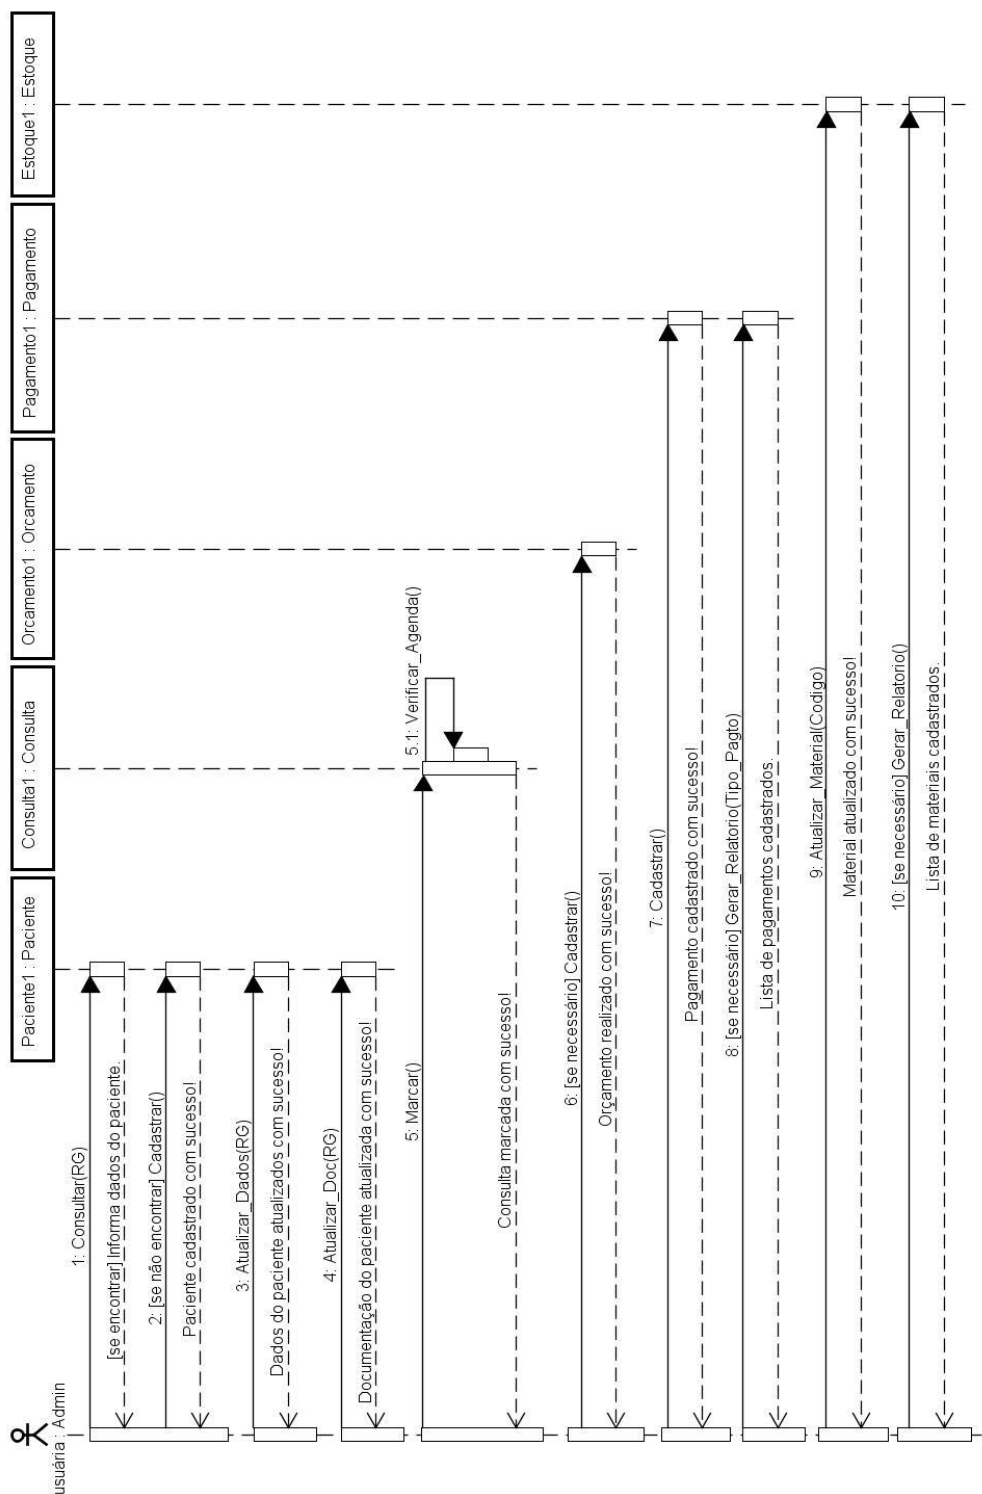 usuária : Admin
Paciente1 : Paciente
Consulta1 : Consulta
Orcamento1 : Orcamento
Pagamento1 : Pagamento
Estoque1 : Estoque
1: Consultar(RG)
[se encontrar] Informa dados do paciente.
2: [se não encontrar] Cadastrar()
Paciente cadastrado com sucesso!
3: Atualizar_Dados(RG)
Dados do paciente atualizados com sucesso!
4: Atualizar_Doc(RG)
Documentação do paciente atualizada com sucesso!
5: Marcar()
5.1: Verificar_Agenda()
Consulta marcada com sucesso!
6: [se necessário] Cadastrar()
Orçamento realizado com sucesso!
7: Cadastrar()
Pagamento cadastrado com sucesso!
8: [se necessário] Gerar_Relatorio(Tipo_Pagto)
Lista de pagamentos cadastrados.
9: Atualizar_Material(Codigo)
Material atualizado com sucesso!
10: [se necessário] Gerar_Relatorio()
Lista de materiais cadastrados.